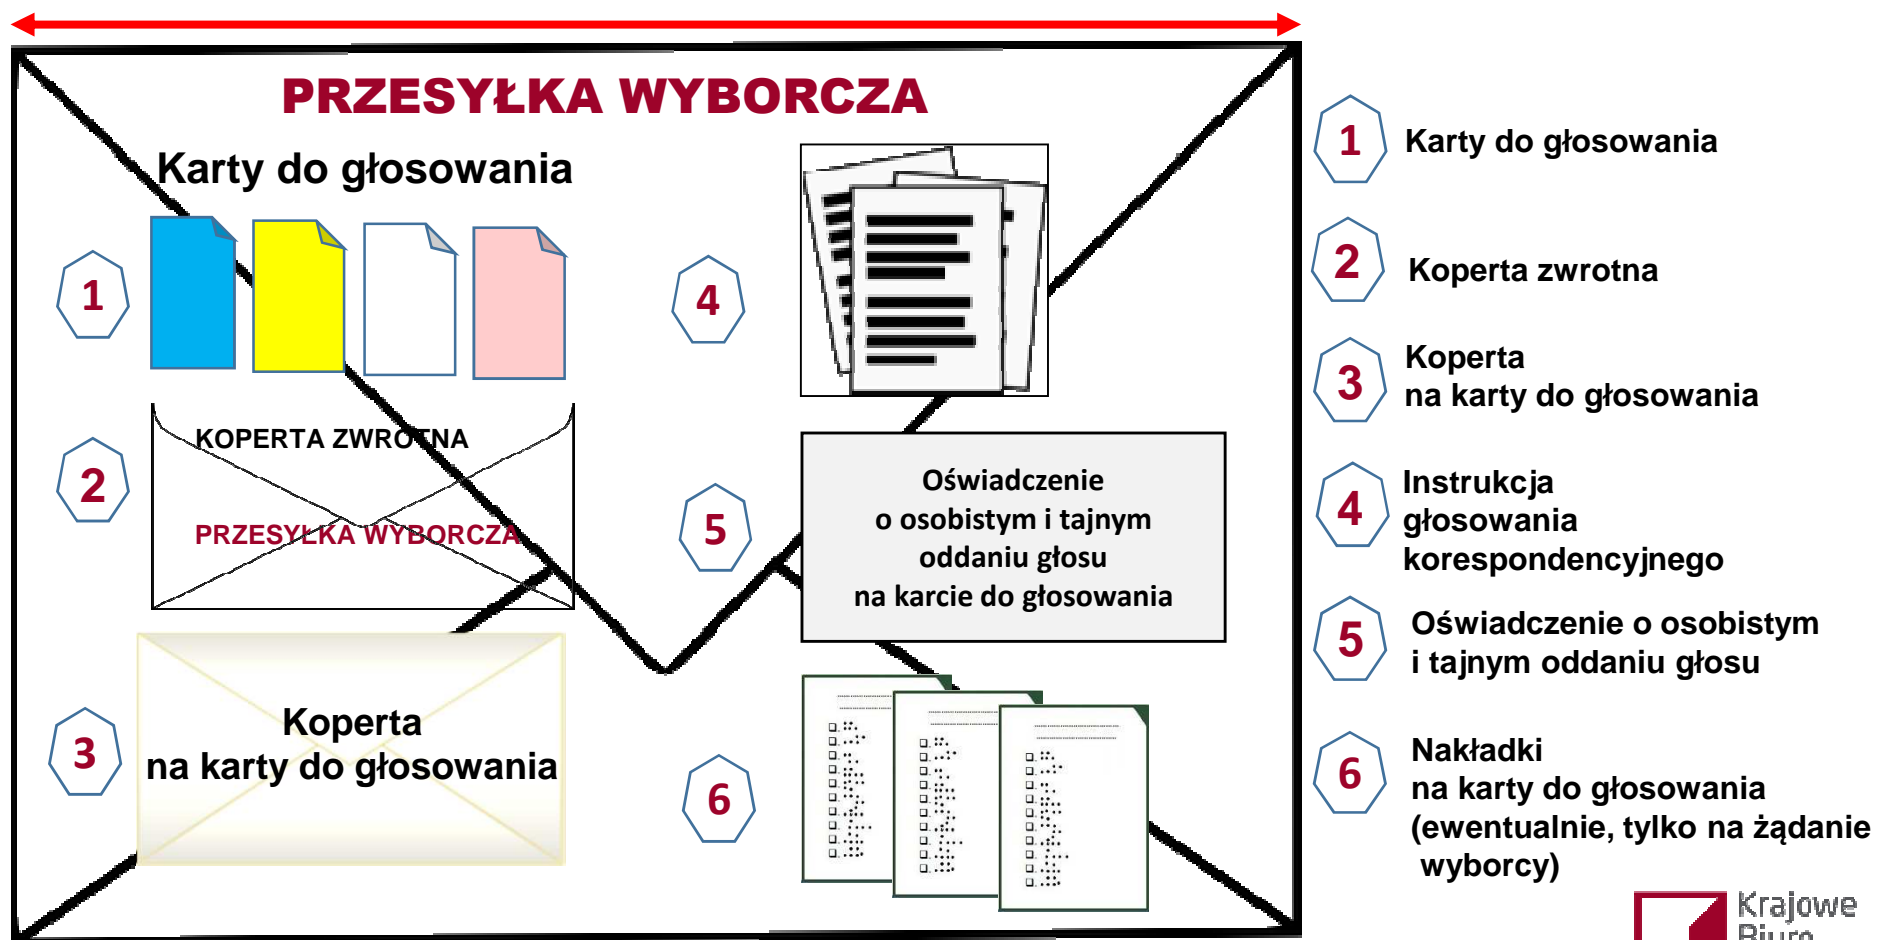 PRZESYŁKA WYBORCZA
Karty do głosowania
1
2
KOPERTA ZWROTNA
PRZESYŁKA WYBORCZA
3
Koperta
na karty do głosowania
4
5
Oświadczenie
o osobistym i tajnym
oddaniu głosu
na karcie do głosowania
6
1
Karty do głosowania
2
Koperta zwrotna
3
Koperta
na karty do głosowania
4
Instrukcja
głosowania
korespondencyjnego
5
Oświadczenie o osobistym
i tajnym oddaniu głosu
6
Nakładki
na karty do głosowania
(ewentualnie, tylko na żądanie
wyborcy)
Krajowe
Biuro